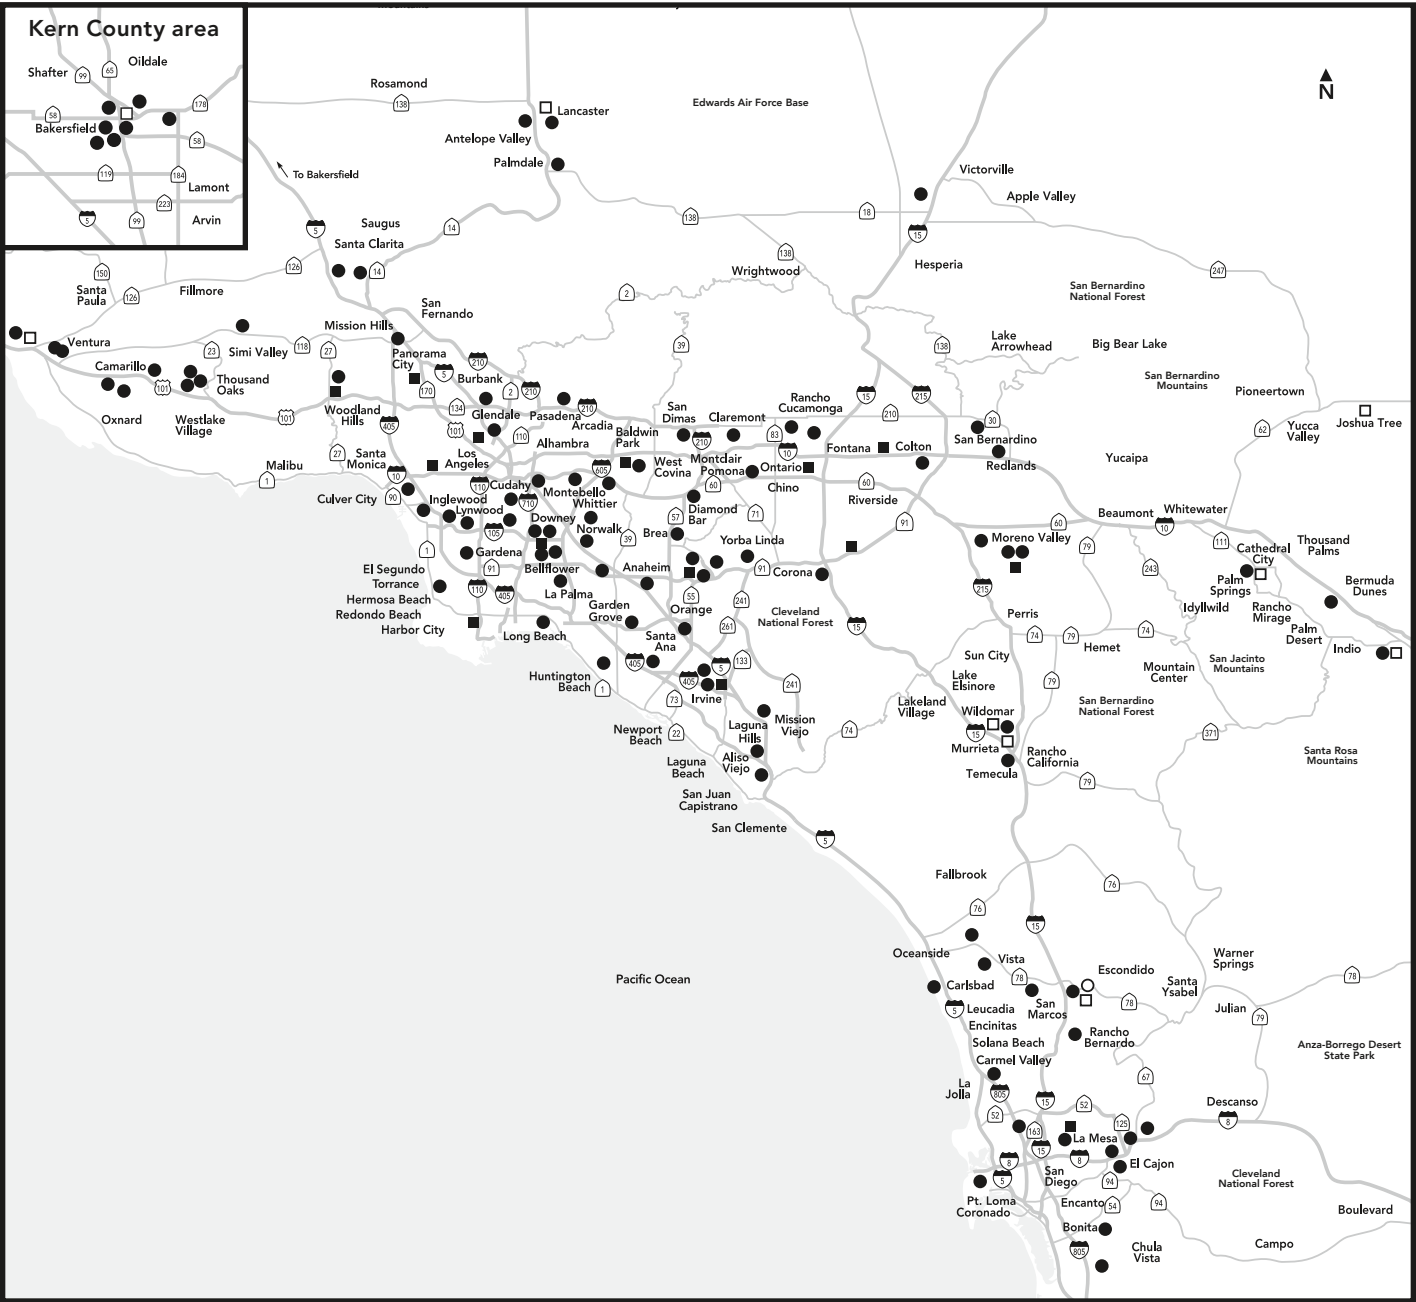 Kern County area
Oildale
Shafter
99
65
178
58
Bakersfield
58
119
184
Lamont
223
5
99
Arvin
Rosamond
138
Edwards Air Force Base
N
Lancaster
Antelope Valley
Palmdale
To Bakersfield
Victorville
Apple Valley
138
18
15
Saugus
5
14
Santa Clarita
126
14
138
Wrightwood
Hesperia
247
150
Santa
Paula
126
Fillmore
San Bernardino
National Forest
2
San
Fernando
Mission Hills
Ventura
Simi Valley
118
23
27
39
138
Lake
Arrowhead
Big Bear Lake
Panorama
City
210
5
Camarillo
101
Thousand
Oaks
Burbank
170
2
210
San Bernardino
Mountains
Pioneertown
Oxnard
Westlake
Village
101
Woodland
Hills
405
134
Glendale
Pasadena
210
Arcadia
San
Dimas
Claremont
Rancho
Cucamonga
15
215
210
30
Joshua Tree
101
110
Baldwin
Park
210
83
62
Yucca
Valley
27
Santa
Monica
Los
Angeles
Alhambra
10
Fontana
Colton
San Bernardino
Malibu
1
10
605
West
Covina
Montclair
Pomona
Ontario
Redlands
Yucaipa
Culver City
90
110
Cudahy
710
Montebello
Whittier
60
Chino
60
Riverside
Inglewood
Lynwood
Diamond
Bar
57
71
91
Beaumont
Whitewater
10
105
Downey
Norwalk
39
Brea
Yorba Linda
60
Moreno Valley
79
111
Cathedral
City
Thousand
Palms
1
Gardena
91
Bellflower
Anaheim
91
Corona
243
Palm
Springs
Bermuda
Dunes
El Segundo
Torrance
Hermosa Beach
Redondo Beach
Harbor City
110
405
La Palma
Garden
Grove
55
Orange
241
261
Cleveland
National Forest
15
215
Perris
74
79
74
Hemet
Idyllwild
Rancho
Mirage
Palm
Desert
Indio
Long Beach
Santa
Ana
405
5
133
Sun City
Mountain
Center
San Jacinto
Mountains
Huntington
Beach
1
405
Irvine
241
Lake
Elsinore
79
73
Lakeland
Village
San Bernardino
National Forest
Newport
Beach
22
Laguna
Hills
Mission
Viejo
74
Wildomar
15
Murrieta
371
Santa Rosa
Mountains
Laguna
Beach
Aliso
Viejo
Rancho
California
Temecula
79
San Juan
Capistrano
San Clemente
5
Fallbrook
76
76
15
Oceanside
Vista
78
Escondido
Warner
Springs
78
Carlsbad
San
Marcos
Santa
Ysabel
78
5
Leucadia
Julian
79
Encinitas
Solana Beach
Rancho
Bernardo
Anza-Borrego Desert
State Park
Carmel Valley
La
Jolla
805
67
52
15
52
Descanso
8
163
125
La Mesa
15
8
8
El Cajon
5
San
Diego
94
Cleveland
National Forest
Pt. Loma
Coronado
Encanto
54
94
Boulevard
Bonita
805
Chula
Vista
Campo
Pacific Ocean